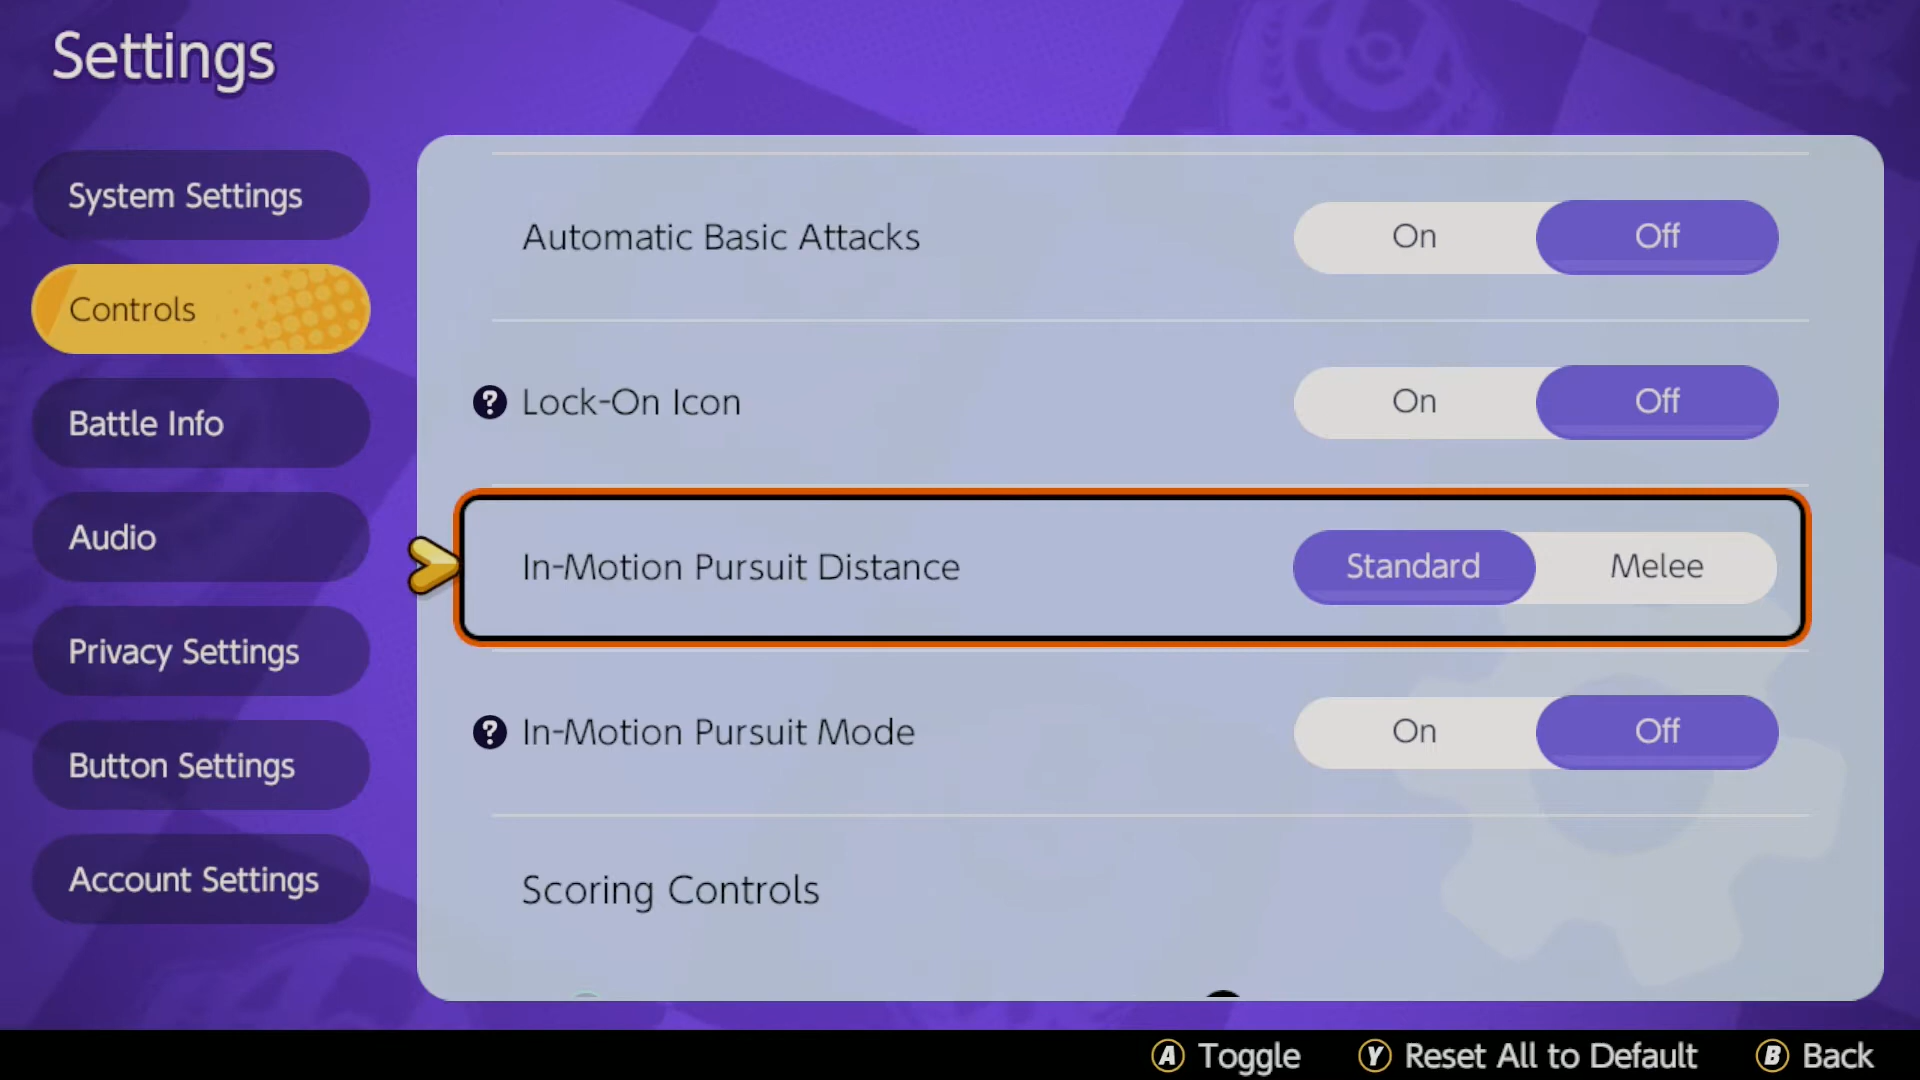 Settings
System Settings
Controls
Battle Info
Audio
Privacy Settings
Button Settings
Account Settings
Automatic Basic Attacks
On
Off
? Lock-On Icon
On
Off
In-Motion Pursuit Distance
Standard
Melee
? In-Motion Pursuit Mode
On
Off
Scoring Controls
A Toggle
Y Reset All to Default
B Back